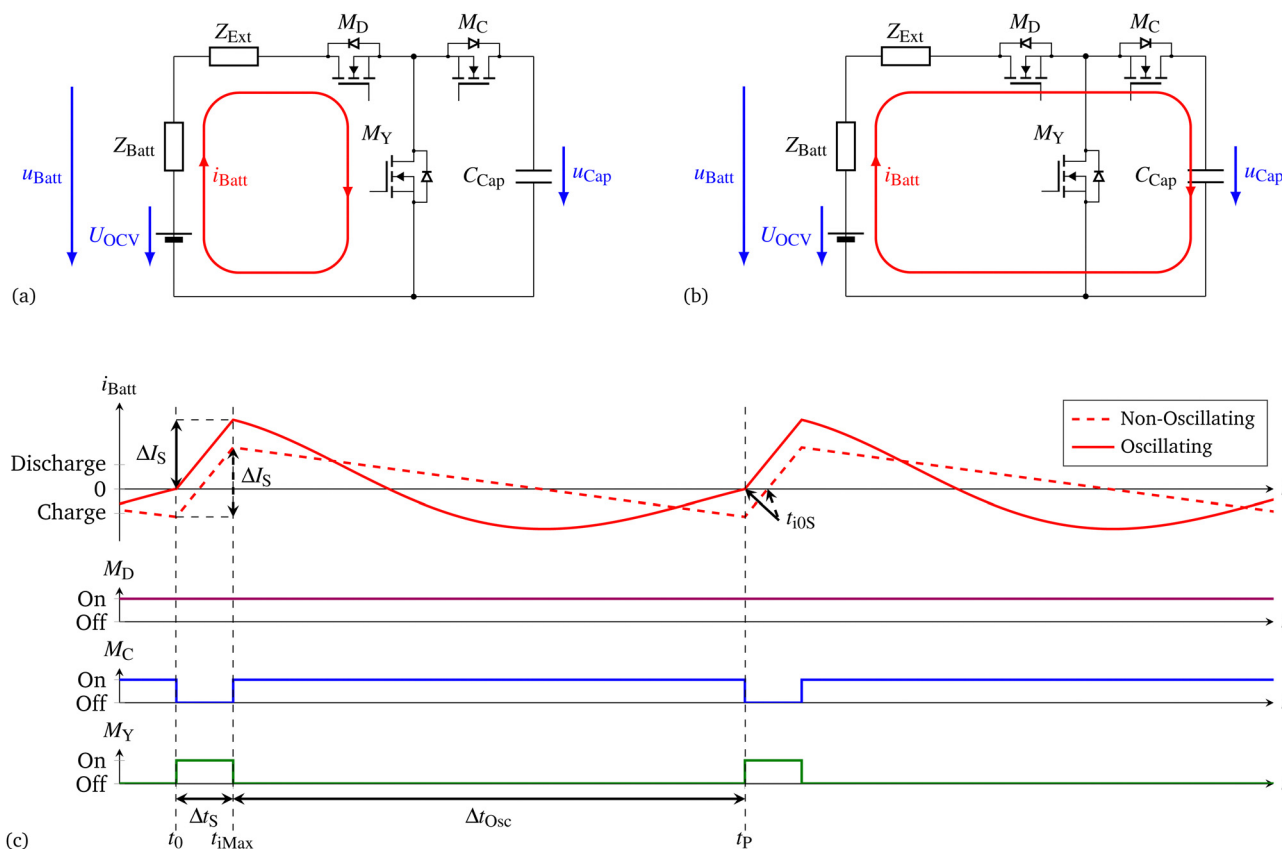 M_D M_C
Z_Ext
M_Y
Z_Batt
u_Batt
i_Batt
C_Cap
u_Cap
U_OCV
(a)
M_D M_C
Z_Ext
M_Y
Z_Batt
u_Batt
i_Batt
C_Cap
u_Cap
U_OCV
(b)
i_Batt
Non-Oscillating
Oscillating
ΔI_S
ΔI_S
Discharge
0
Charge
t_i0S
M_D
On
Off
M_C
On
Off
M_Y
On
Off
Δt_S Δt_Osc
t_0 t_iMax t_P
(c)